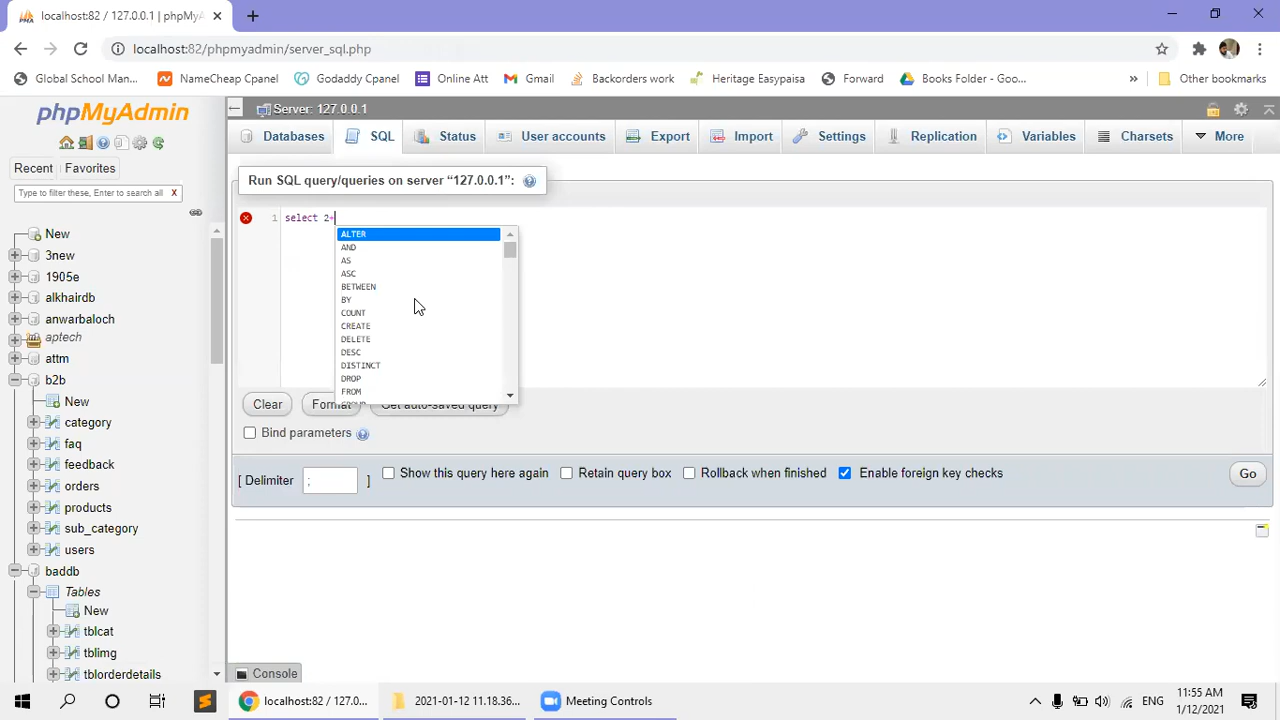 localhost:82 / 127.0.0.1 | phpMyA
localhost:82/phpmyadmin/server_sql.php
Global School Man...
NameCheap Cpanel
Godaddy Cpanel
Online Att
Gmail
Backorders work
Heritage Easypaisa
Forward
Books Folder - Goo...
»
Other bookmarks
phpMyAdmin
Server: 127.0.0.1
Databases
SQL
Status
User accounts
Export
Import
Settings
Replication
Variables
Charsets
More
Recent
Favorites
Type to filter these, Enter to search all X
Run SQL query/queries on server “127.0.0.1”:
1 select 2+
ALTER
AND
AS
ASC
BETWEEN
BY
COUNT
CREATE
DELETE
DESC
DISTINCT
DROP
FROM
New
3new
1905e
alkhairdb
anwarbaloch
aptech
attm
b2b
New
category
faq
feedback
orders
products
sub_category
users
baddb
Tables
New
tblcat
tblimg
tblorderdetails
Clear
Format
Get auto-saved query
Bind parameters
[ Delimiter ; ]
Show this query here again
Retain query box
Rollback when finished
Enable foreign key checks
Go
Console
localhost:82 / 127.0...
2021-01-12 11.18.36...
Meeting Controls
ENG
11:55 AM
1/12/2021